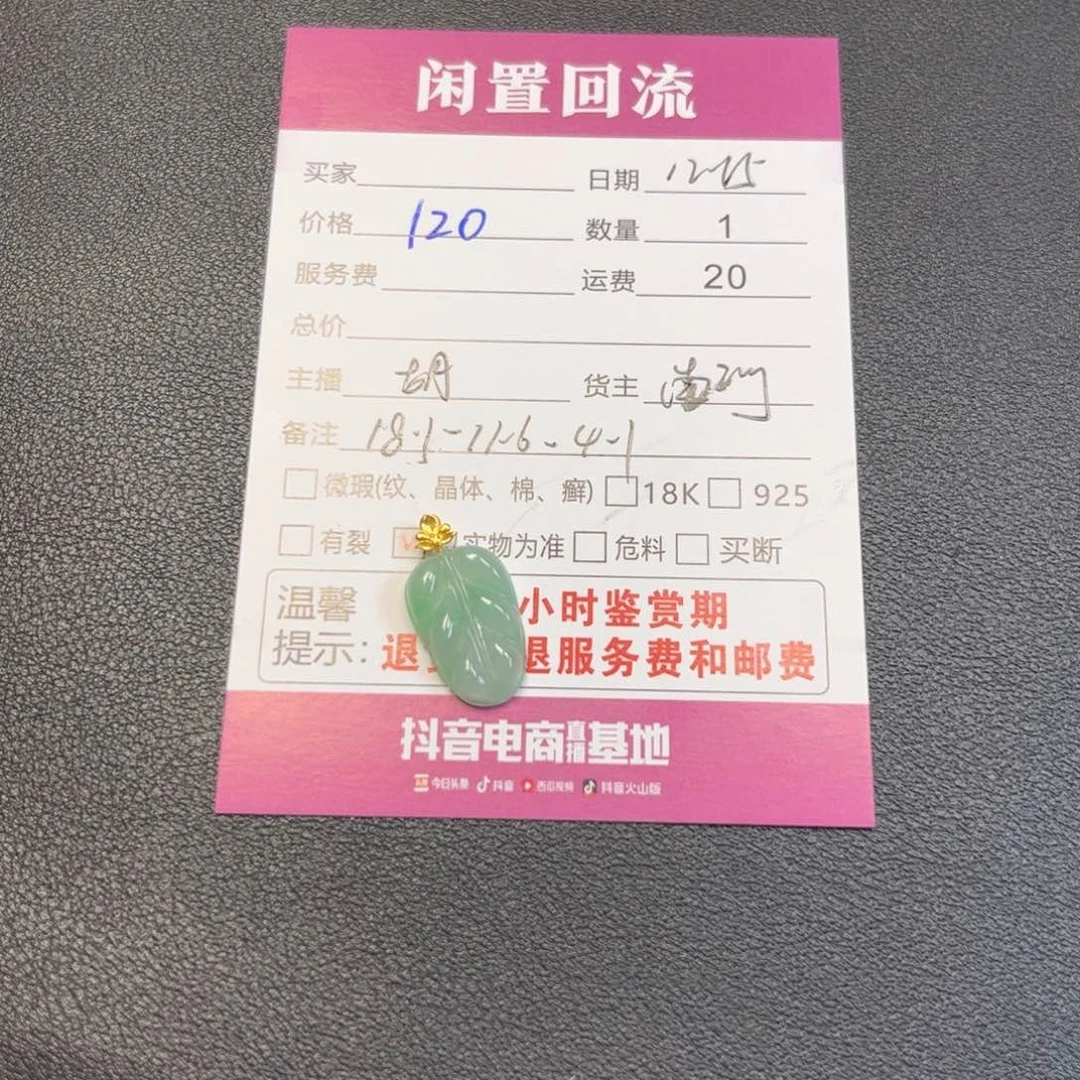 闲置回流
买家 日期 12-15
价格 120 数量 1
服务费 运费 20
总价
主播 胡 货主
备注 18.1-11-6-4-1
微瑕(纹、晶体、棉、癣) 18K 925
有裂 实物为准 危料 买断
温馨 小时鉴赏期
提示: 退 退服务费和邮费
抖音电商直播基地
今日头条 抖音 西瓜视频 抖音火山版